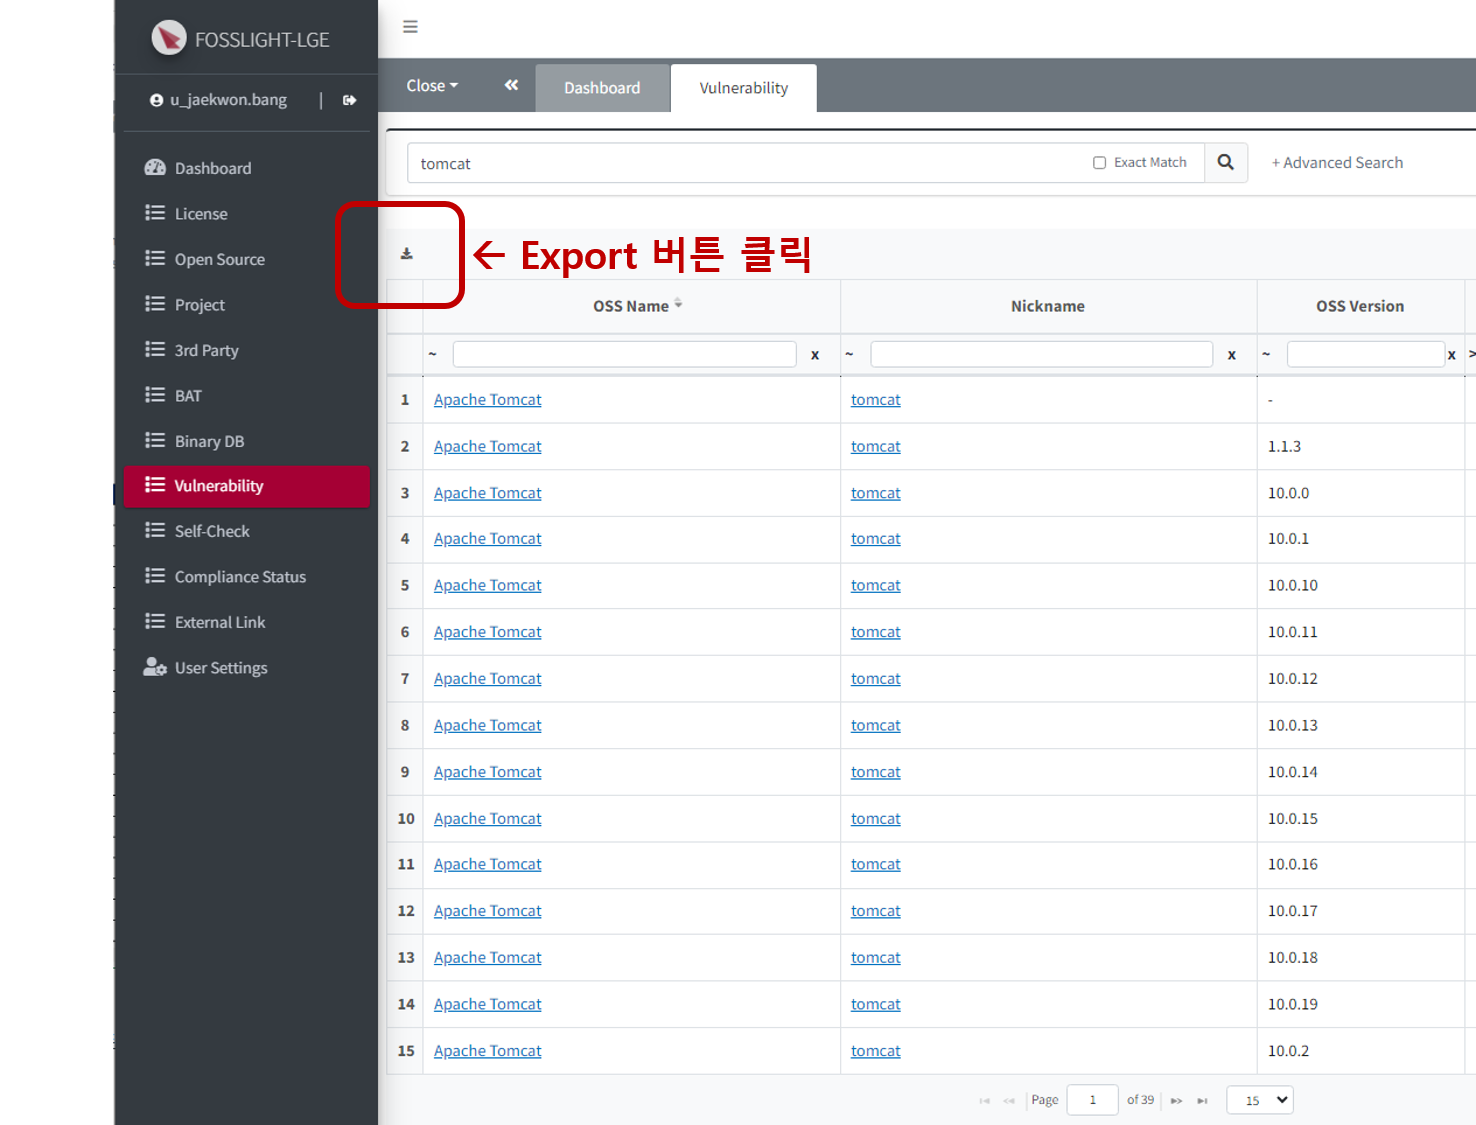 FOSSLIGHT-LGE
u_jaekwon.bang |
Dashboard
License
Open Source
Project
3rd Party
BAT
Binary DB
Vulnerability
Self-Check
Compliance Status
External Link
User Settings
Close Dashboard Vulnerability
tomcat Exact Match + Advanced Search
← Export 버튼 클릭
OSS Name Nickname OSS Version
~ x ~ x ~ x >
1 Apache Tomcat tomcat -
2 Apache Tomcat tomcat 1.1.3
3 Apache Tomcat tomcat 10.0.0
4 Apache Tomcat tomcat 10.0.1
5 Apache Tomcat tomcat 10.0.10
6 Apache Tomcat tomcat 10.0.11
7 Apache Tomcat tomcat 10.0.12
8 Apache Tomcat tomcat 10.0.13
9 Apache Tomcat tomcat 10.0.14
10 Apache Tomcat tomcat 10.0.15
11 Apache Tomcat tomcat 10.0.16
12 Apache Tomcat tomcat 10.0.17
13 Apache Tomcat tomcat 10.0.18
14 Apache Tomcat tomcat 10.0.19
15 Apache Tomcat tomcat 10.0.2
Page 1 of 39 15